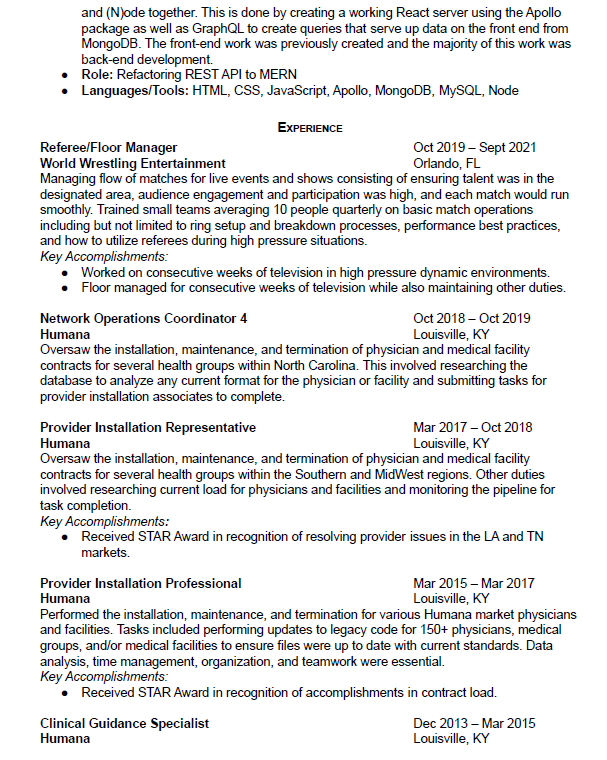 and (N)ode together. This is done by creating a working React server using the Apollo
package as well as GraphQL to create queries that serve up data on the front end from
MongoDB. The front-end work was previously created and the majority of this work was
back-end development.
● Role: Refactoring REST API to MERN
● Languages/Tools: HTML, CSS, JavaScript, Apollo, MongoDB, MySQL, Node
EXPERIENCE
Referee/Floor Manager Oct 2019 – Sept 2021
World Wrestling Entertainment Orlando, FL
Managing flow of matches for live events and shows consisting of ensuring talent was in the
designated area, audience engagement and participation was high, and each match would run
smoothly. Trained small teams averaging 10 people quarterly on basic match operations
including but not limited to ring setup and breakdown processes, performance best practices,
and how to utilize referees during high pressure situations.
Key Accomplishments:
● Worked on consecutive weeks of television in high pressure dynamic environments.
● Floor managed for consecutive weeks of television while also maintaining other duties.
Network Operations Coordinator 4 Oct 2018 – Oct 2019
Humana Louisville, KY
Oversaw the installation, maintenance, and termination of physician and medical facility
contracts for several health groups within North Carolina. This involved researching the
database to analyze any current format for the physician or facility and submitting tasks for
provider installation associates to complete.
Provider Installation Representative Mar 2017 – Oct 2018
Humana Louisville, KY
Oversaw the installation, maintenance, and termination of physician and medical facility
contracts for several health groups within the Southern and MidWest regions. Other duties
involved researching current load for physicians and facilities and monitoring the pipeline for
task completion.
Key Accomplishments:
● Received STAR Award in recognition of resolving provider issues in the LA and TN
markets.
Provider Installation Professional Mar 2015 – Mar 2017
Humana Louisville, KY
Performed the installation, maintenance, and termination for various Humana market physicians
and facilities. Tasks included performing updates to legacy code for 150+ physicians, medical
groups, and/or medical facilities to ensure files were up to date with current standards. Data
analysis, time management, organization, and teamwork were essential.
Key Accomplishments:
● Received STAR Award in recognition of accomplishments in contract load.
Clinical Guidance Specialist Dec 2013 – Mar 2015
Humana Louisville, KY